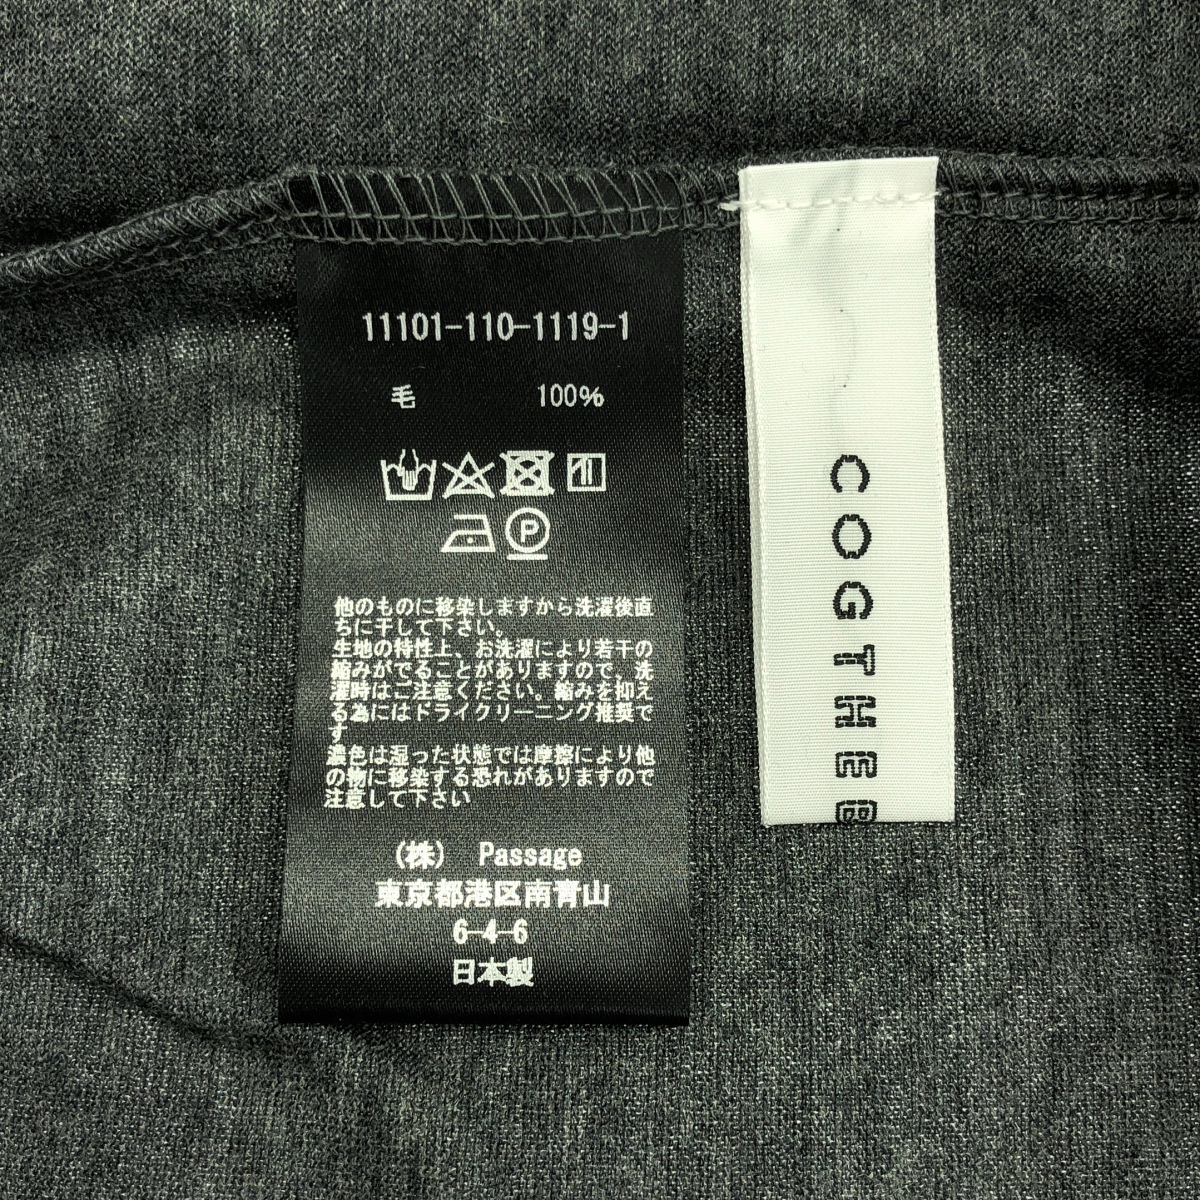 11101-110-1119-1
毛 100%
P
他のものに移染しますから洗濯後直
ちに干して下さい。
生地の特性上、お洗濯により若干の
縮みがでることがありますので、洗
濯時はご注意ください。縮みを抑え
る為にはドライクリーニング推奨で
す
濃色は湿った状態では摩擦により他
の物に移染する恐れがありますので
注意して下さい
(株) Passage
東京都港区南青山
6-4-6
日本製
COGTHEB